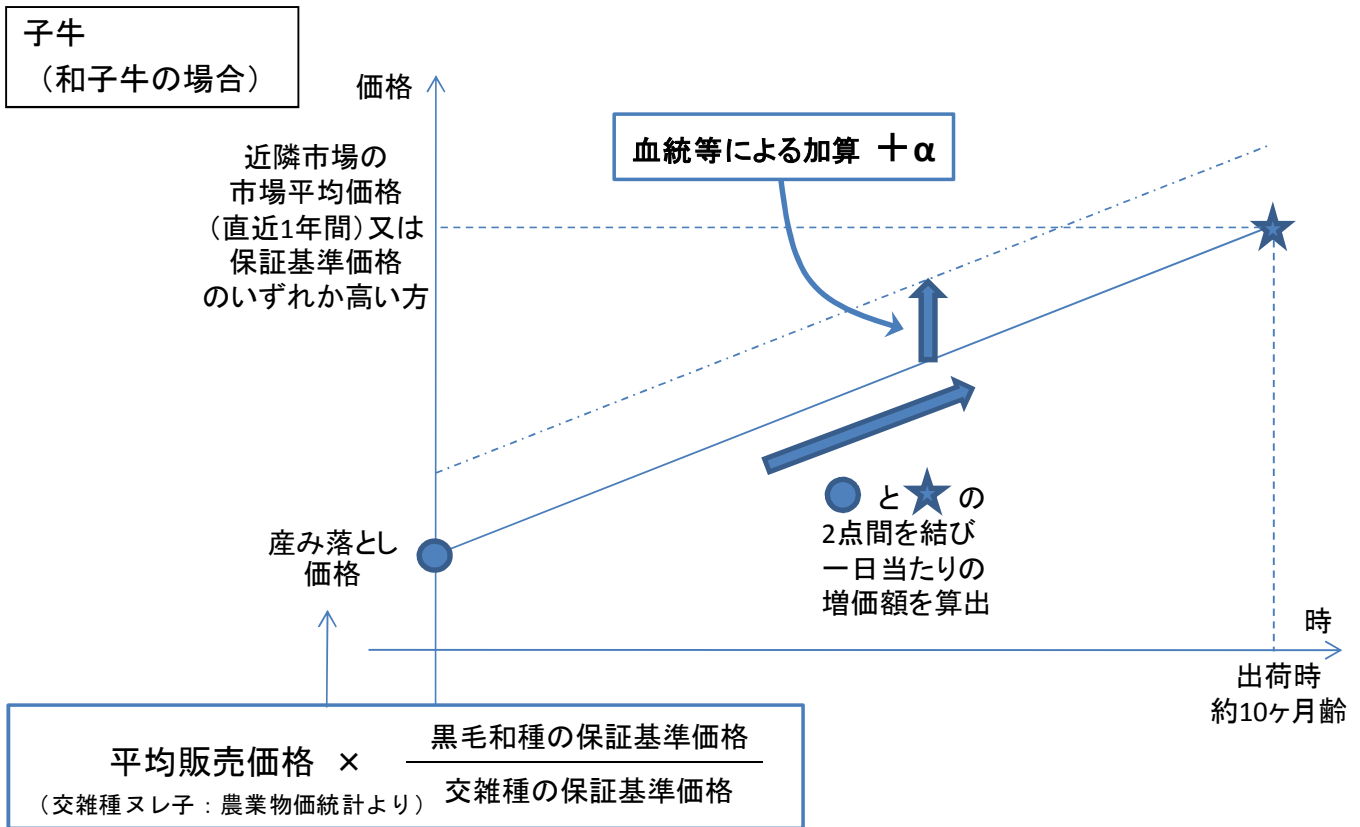 子牛
（和子牛の場合）
価格
近隣市場の
市場平均価格
（直近1年間）又は
保証基準価格
のいずれか高い方
血統等による加算 ＋α
産み落とし
価格
●と★の
2点間を結び
一日当たりの
増価額を算出
時
出荷時
約10ヶ月齢
平均販売価格 ×
（交雑種ヌレ子：農業物価統計より）
黒毛和種の保証基準価格
交雑種の保証基準価格